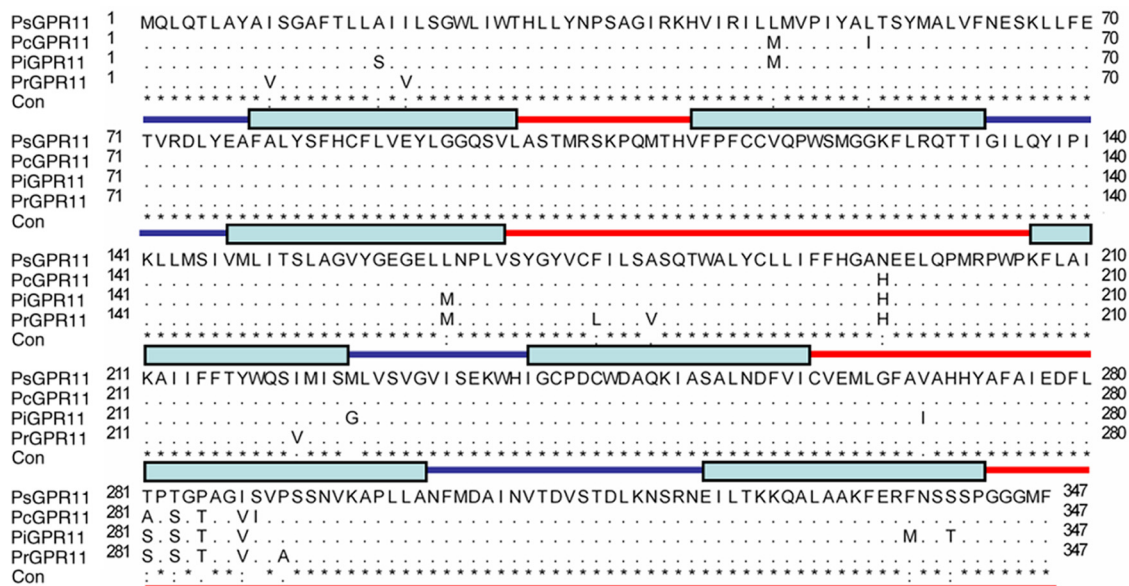 PsGPR11 1 MQLQTLAYAISGAFTLLAIILSGWLIWTHLLYNPSAGIRKHVIRILLMVPIYALTSYMALVFNESKLLFE 70
PcGPR11 1 ..............................................M......I................ 70
PiGPR11 1 .................S............................M....................... 70
PrGPR11 1 .........V.........V.................................................. 70
Con *********:*******:*:**************************:******:****************
PsGPR11 71 TVRDLYEAFALYSFHCFLVEYLGGQSVLASTMRSKPQMTHVFPFCCVQPWSMGGKFLRQTTIGILQYIPI 140
PcGPR11 71 ...................................................................... 140
PiGPR11 71 ...................................................................... 140
PrGPR11 71 ...................................................................... 140
Con **********************************************************************
PsGPR11 141 KLLMSIVMLITSLAGVYGEGELLNPLVSYGYVCFILSASQTWALYCLLIFFHGANEELQPMRPWPKFLAI 210
PcGPR11 141 ......................................................H............... 210
PiGPR11 141 ......................M...............................H............... 210
PrGPR11 141 ......................M..........L...V................H............... 210
Con **********************:**********:***.****************:***************
PsGPR11 211 KAIIFFTYWQSIMISMLVSVGVISEKWHIGCPDCWDAQKIASALNDFVICVEMLGFAVAHHYAFAIEDFL 280
PcGPR11 211 ...................................................................... 280
PiGPR11 211 ...............G.........................................I............ 280
PrGPR11 211 ...........V.......................................................... 280
Con ***********:*** *****************************************:************
PsGPR11 281 TPTGPAGISVPSSNVKAPLLANFMDAINVTDVSTDLKNSRNEILTKKQALAAKFERFNSSSPGGGMF 347
PcGPR11 281 A.S.T..VI.......................................................... 347
PiGPR11 281 S.S.T..V................................................M..T....... 347
PrGPR11 281 S.S.T..V..A........................................................ 347
Con :*:*.**:.*.*********************************************.**:*******